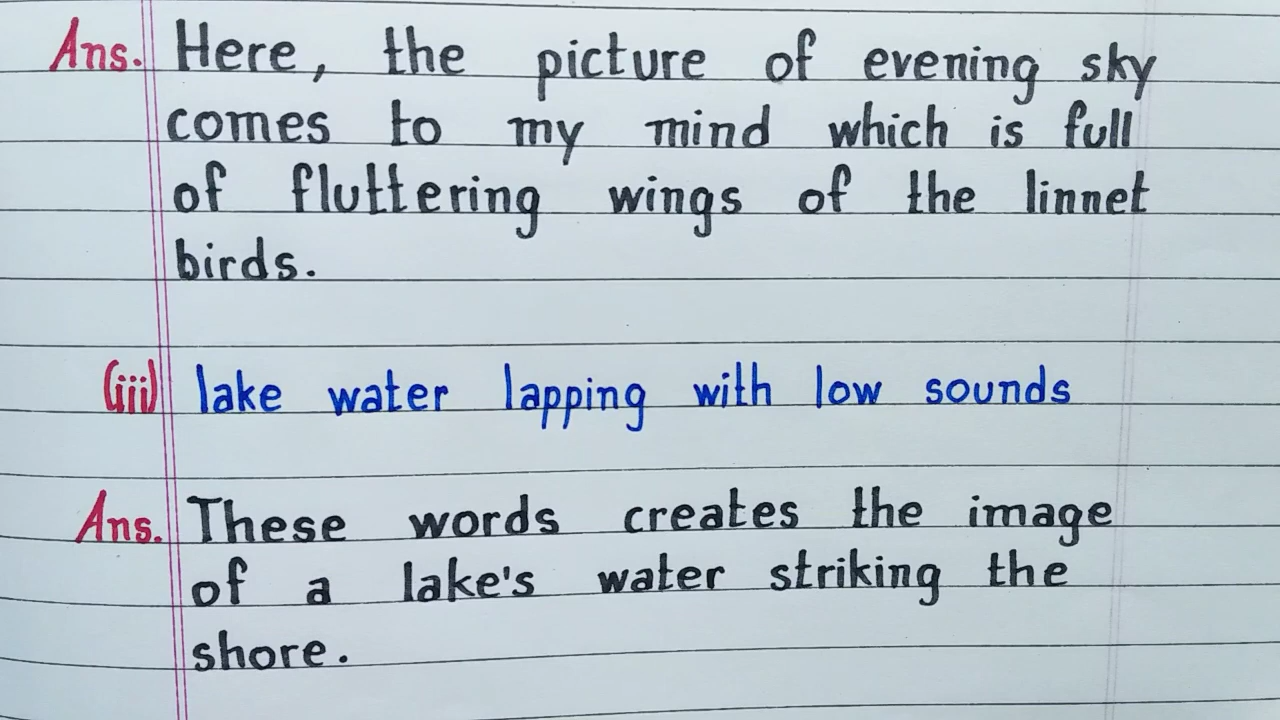 Ans. Here, the picture of evening sky
comes to my mind which is full
of fluttering wings of the linnet
birds.
(iii) lake water lapping with low sounds
Ans. These words creates the image
of a lake's water striking the
shore.